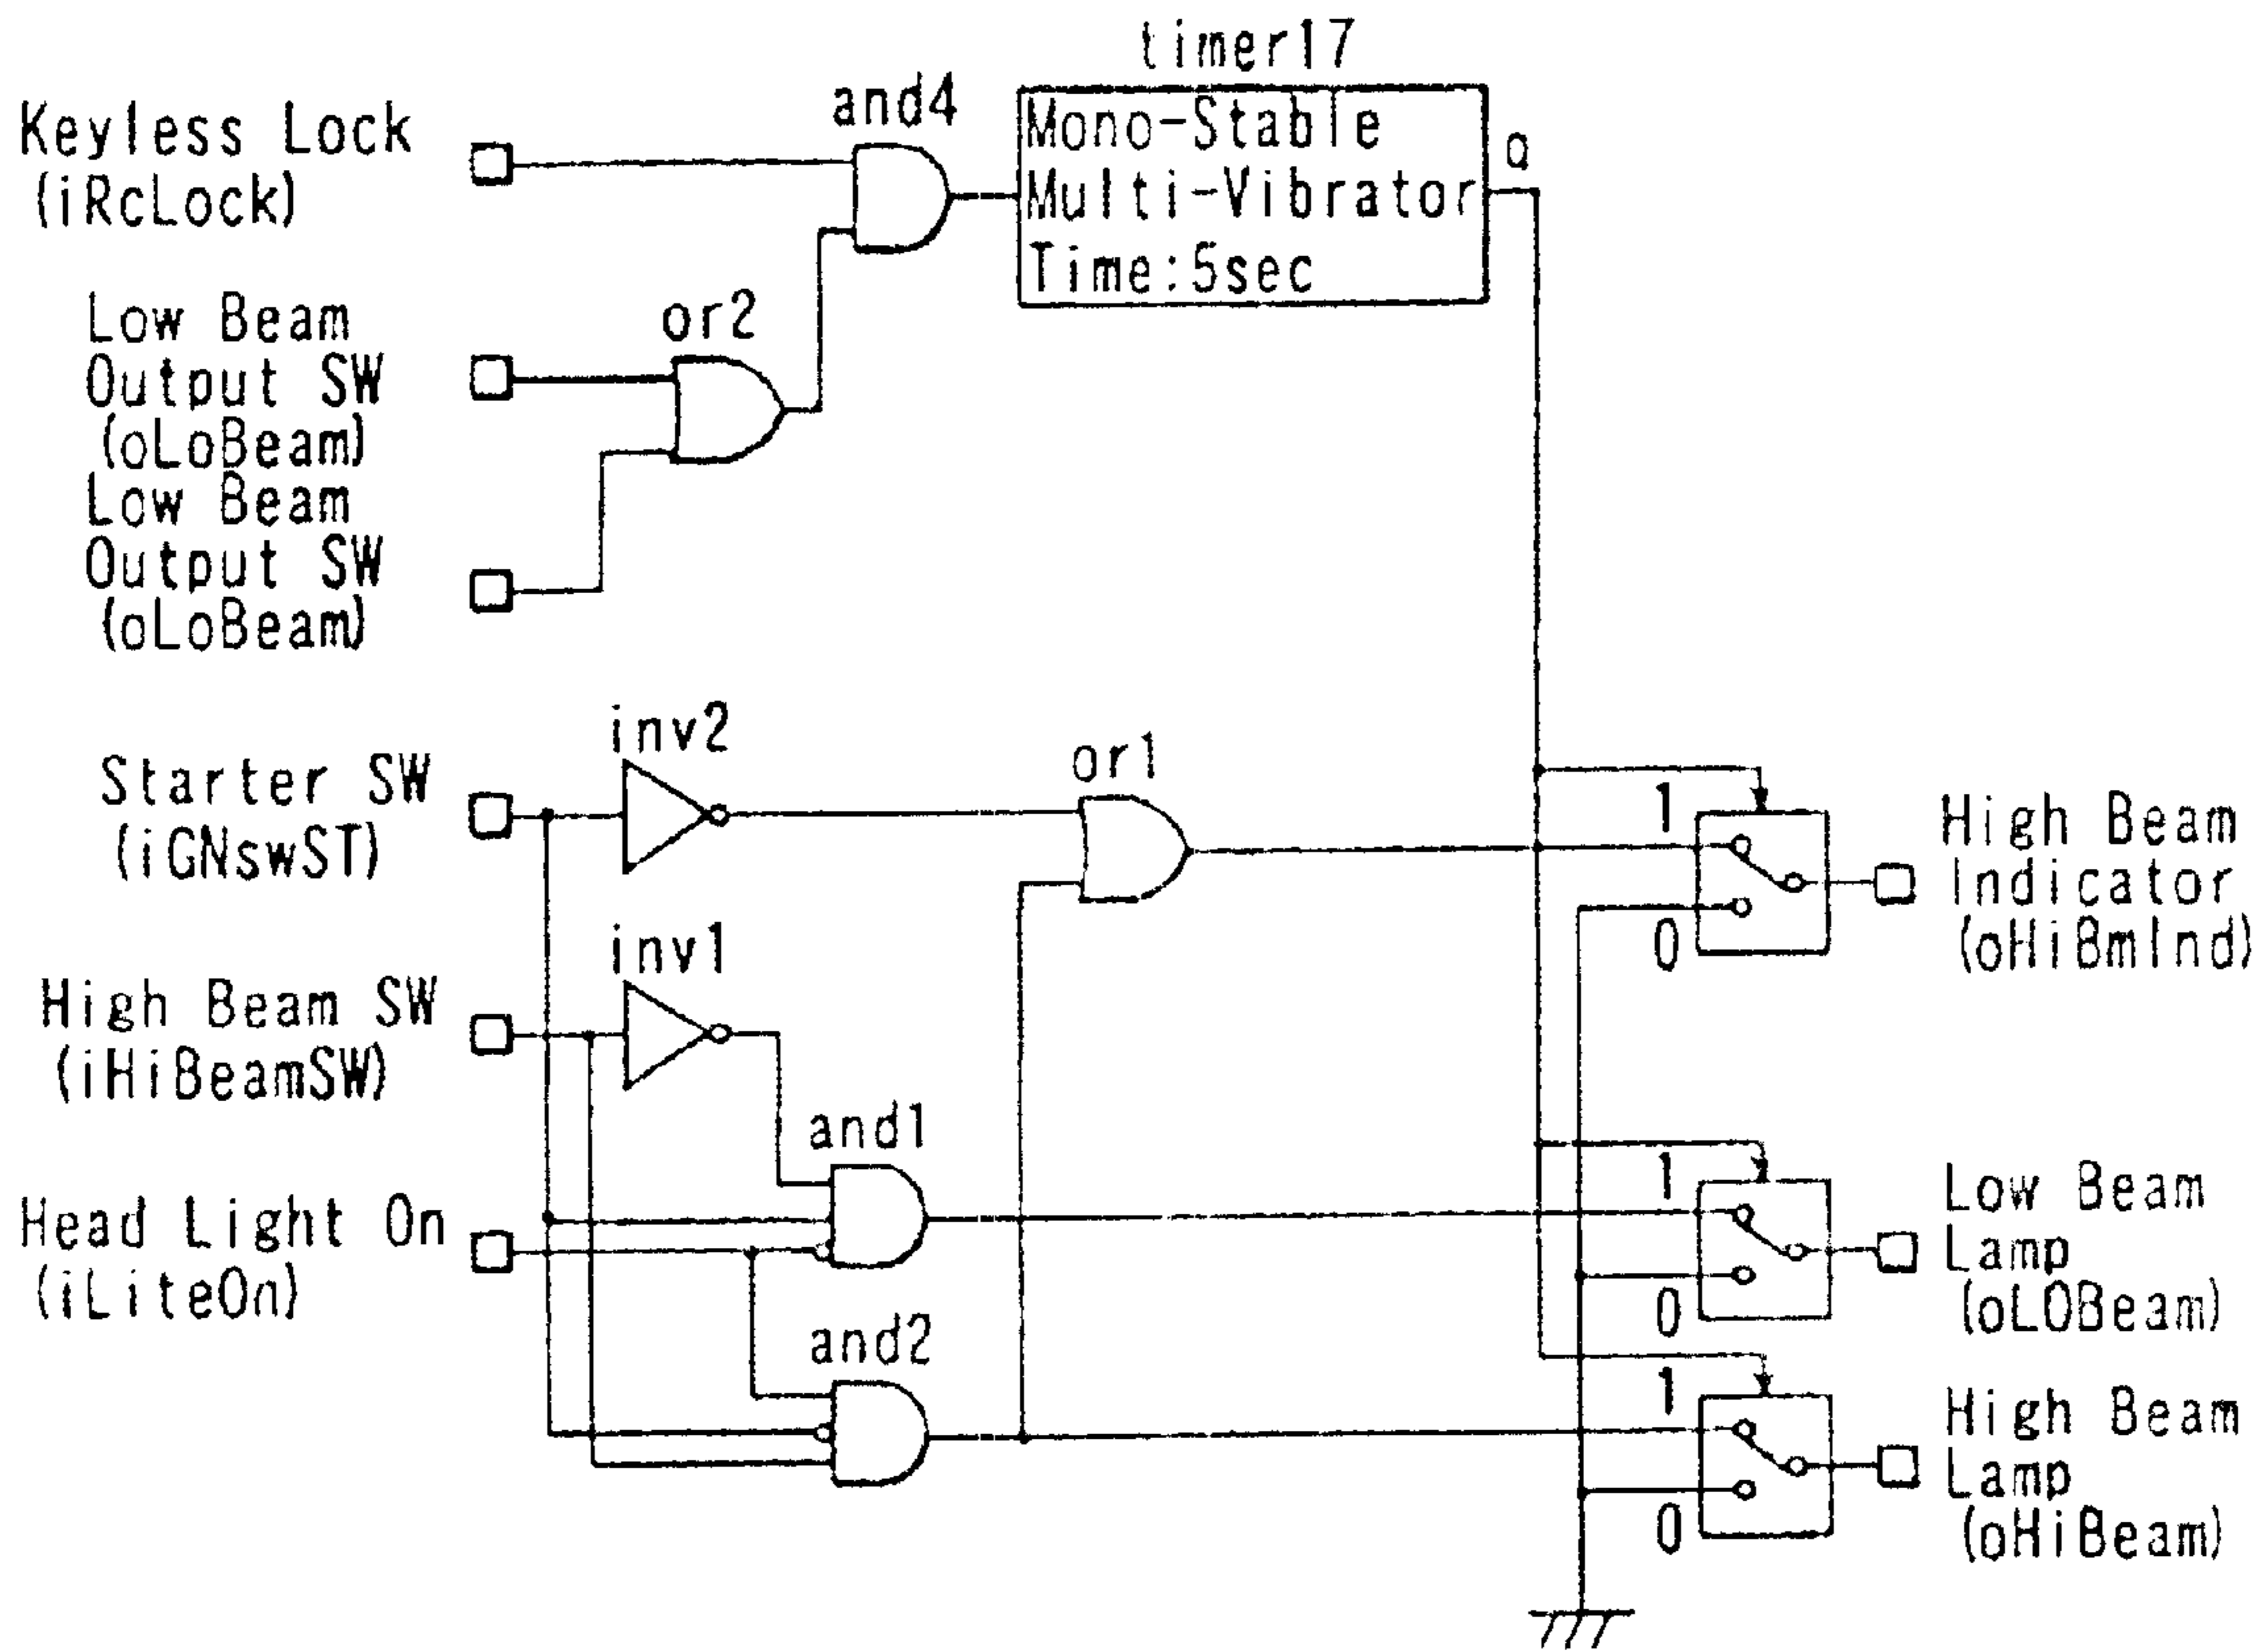 timer17
and4
Mono-Stable
Multi-Vibrator
Time:5sec
Q
Keyless Lock
(iRcLock)
or2
Low Beam
Output SW
(oLoBeam)
Low Beam
Output SW
(oLoBeam)
inv2
or1
Starter SW
(iGNswST)
1
0
High Beam
Indicator
(oHiBmInd)
inv1
High Beam SW
(iHiBeamSW)
and1
Head Light On
(iLiteOn)
1
0
Low Beam
Lamp
(oLOBeam)
and2
1
0
High Beam
Lamp
(oHiBeam)